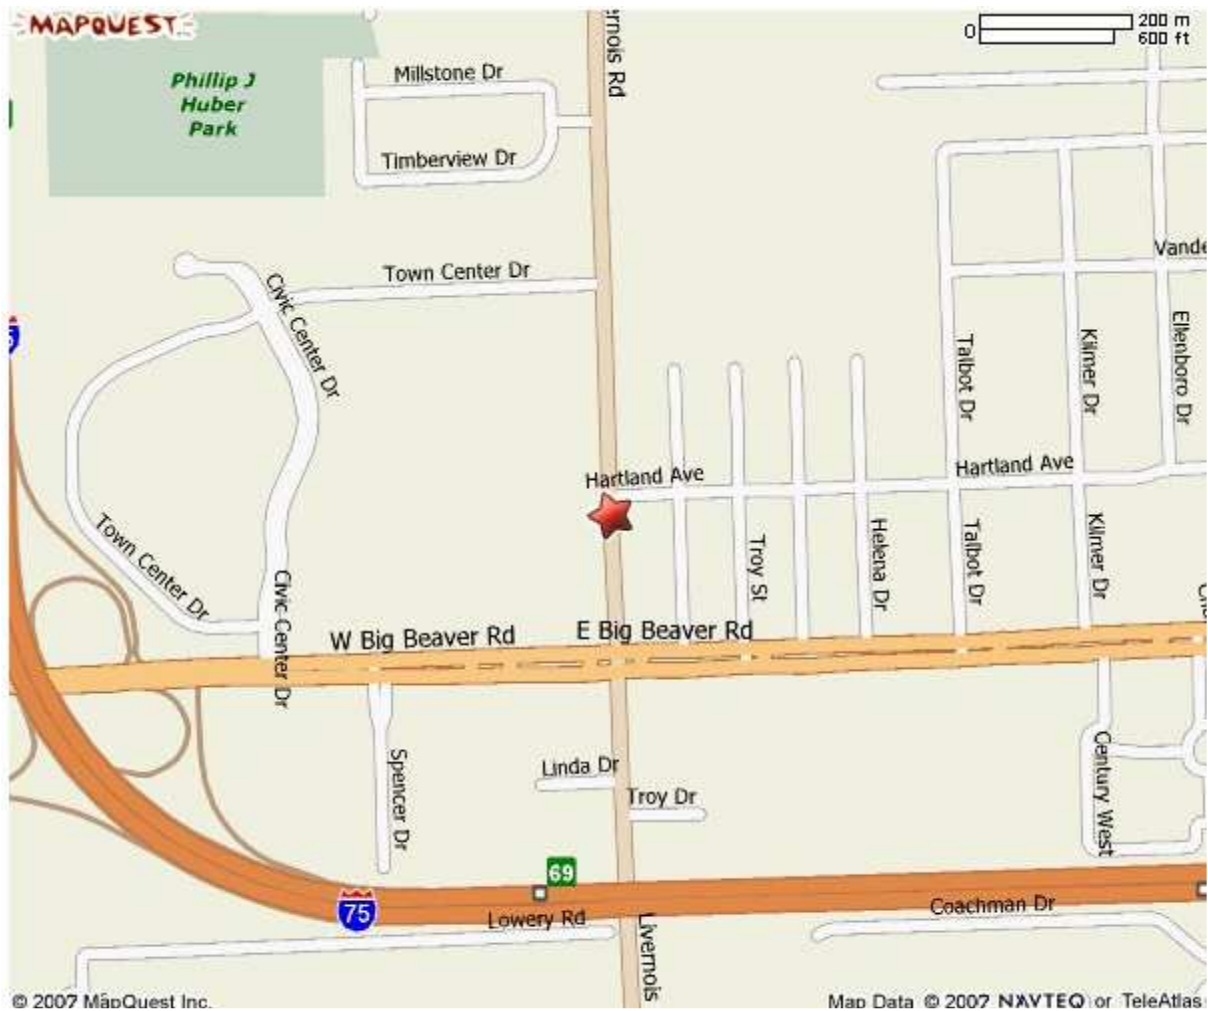 MAPQUEST
200 m
0
600 ft
Phillip J
Huber
Park
Millstone Dr
ernois Rd
Timberview Dr
Town Center Dr
Vande
Civic Center Dr
Talbot Dr
Kilmer Dr
Ellenboro Dr
Hartland Ave
Hartland Ave
Town Center Dr
Civic Center Dr
Troy St
Helena Dr
Talbot Dr
Kilmer Dr
W Big Beaver Rd
E Big Beaver Rd
Spencer Dr
Linda Dr
Troy Dr
Century West
69
75
Lowery Rd
Livernois
Coachman Dr
© 2007 MapQuest Inc.
Map Data © 2007 NAVTEQ or TeleAtlas